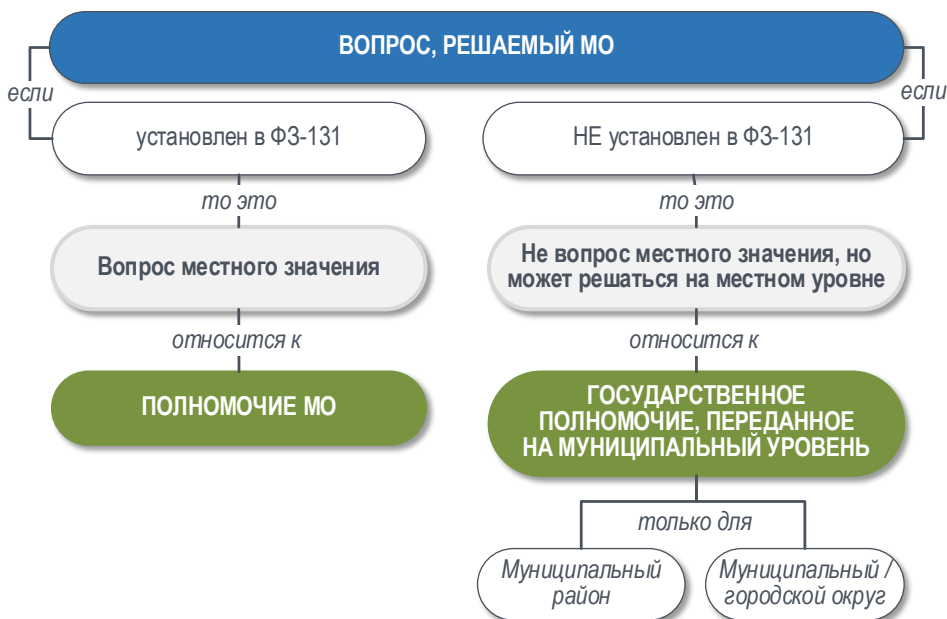 ВОПРОС, РЕШАЕМЫЙ МО
если
если
установлен в ФЗ-131
НЕ установлен в ФЗ-131
то это
то это
Вопрос местного значения
Не вопрос местного значения, но
может решаться на местном уровне
относится к
относится к
ПОЛНОМОЧИЕ МО
ГОСУДАРСТВЕННОЕ
ПОЛНОМОЧИЕ, ПЕРЕДАННОЕ
НА МУНИЦИПАЛЬНЫЙ УРОВЕНЬ
только для
Муниципальный
район
Муниципальный /
городской округ